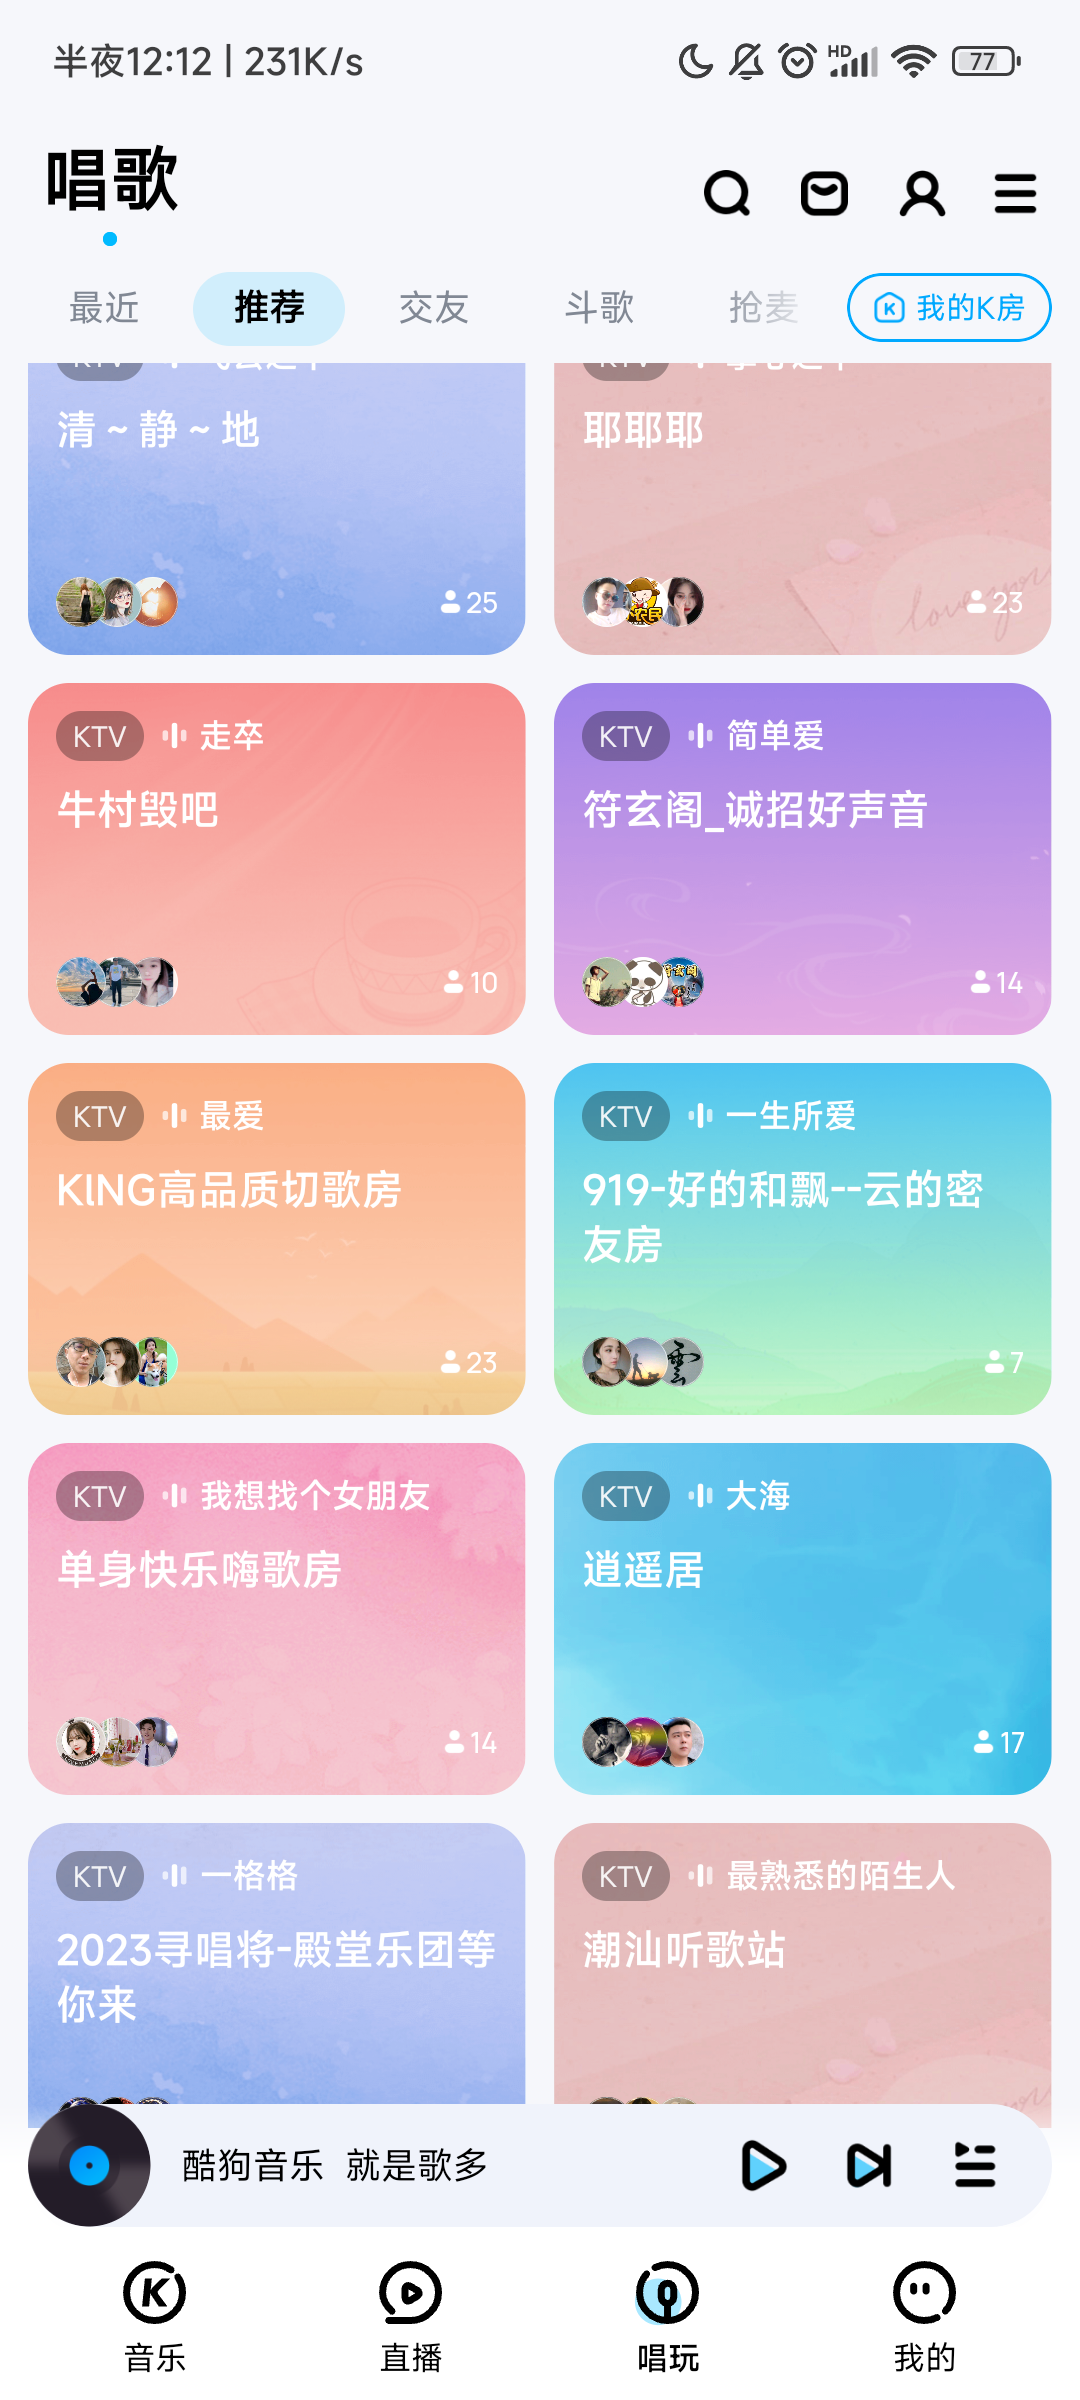 半夜12:12 | 231K/s
HD
77
唱歌
最近 推荐 交友 斗歌 抢麦 我的K房
清 ~ 静 ~ 地
25
耶耶耶
love you
23
KTV 走卒
牛村毁吧
10
KTV 简单爱
符玄阁_诚招好声音
14
KTV 最爱
KING高品质切歌房
23
KTV 一生所爱
919-好的和飘--云的密
友房
7
KTV 我想找个女朋友
单身快乐嗨歌房
14
KTV 大海
逍遥居
17
KTV 一格格
2023寻唱将-殿堂乐团等
你来
KTV 最熟悉的陌生人
潮汕听歌站
酷狗音乐 就是歌多
音乐 直播 唱玩 我的